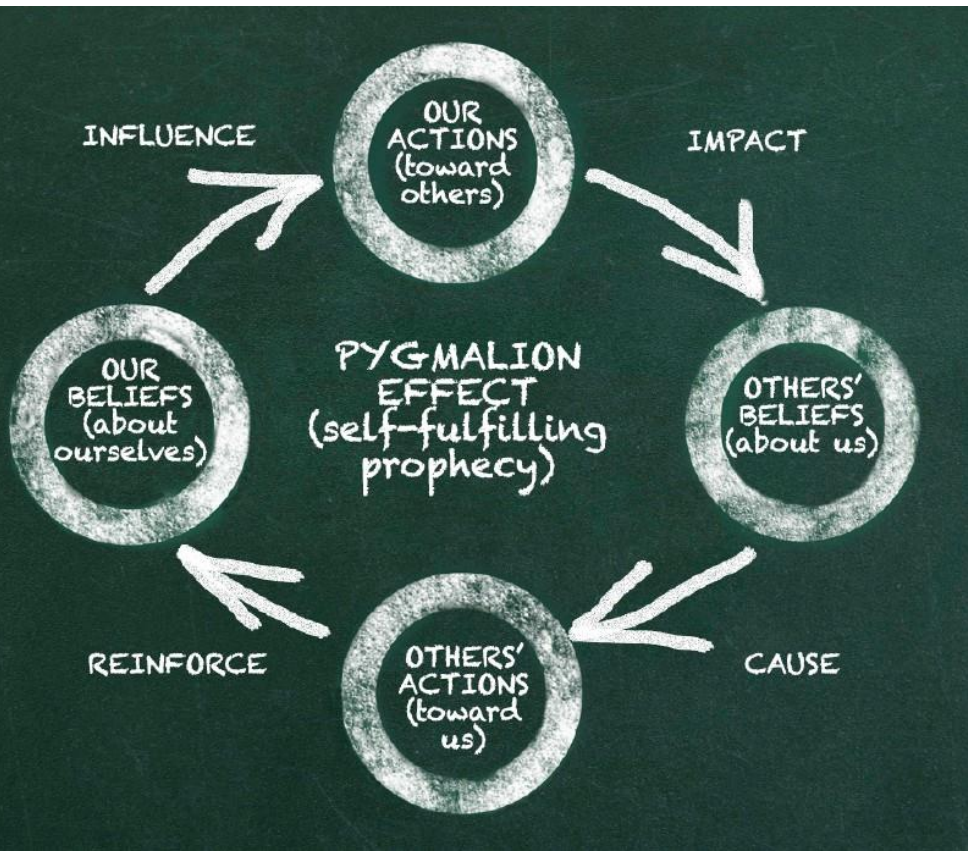 OUR
ACTIONS
(toward
others)
INFLUENCE
IMPACT
PYGMALION
EFFECT
(self-fulfilling
prophecy)
OUR
BELIEFS
(about
ourselves)
OTHERS'
BELIEFS
(about us)
OTHERS'
ACTIONS
(toward
us)
REINFORCE
CAUSE